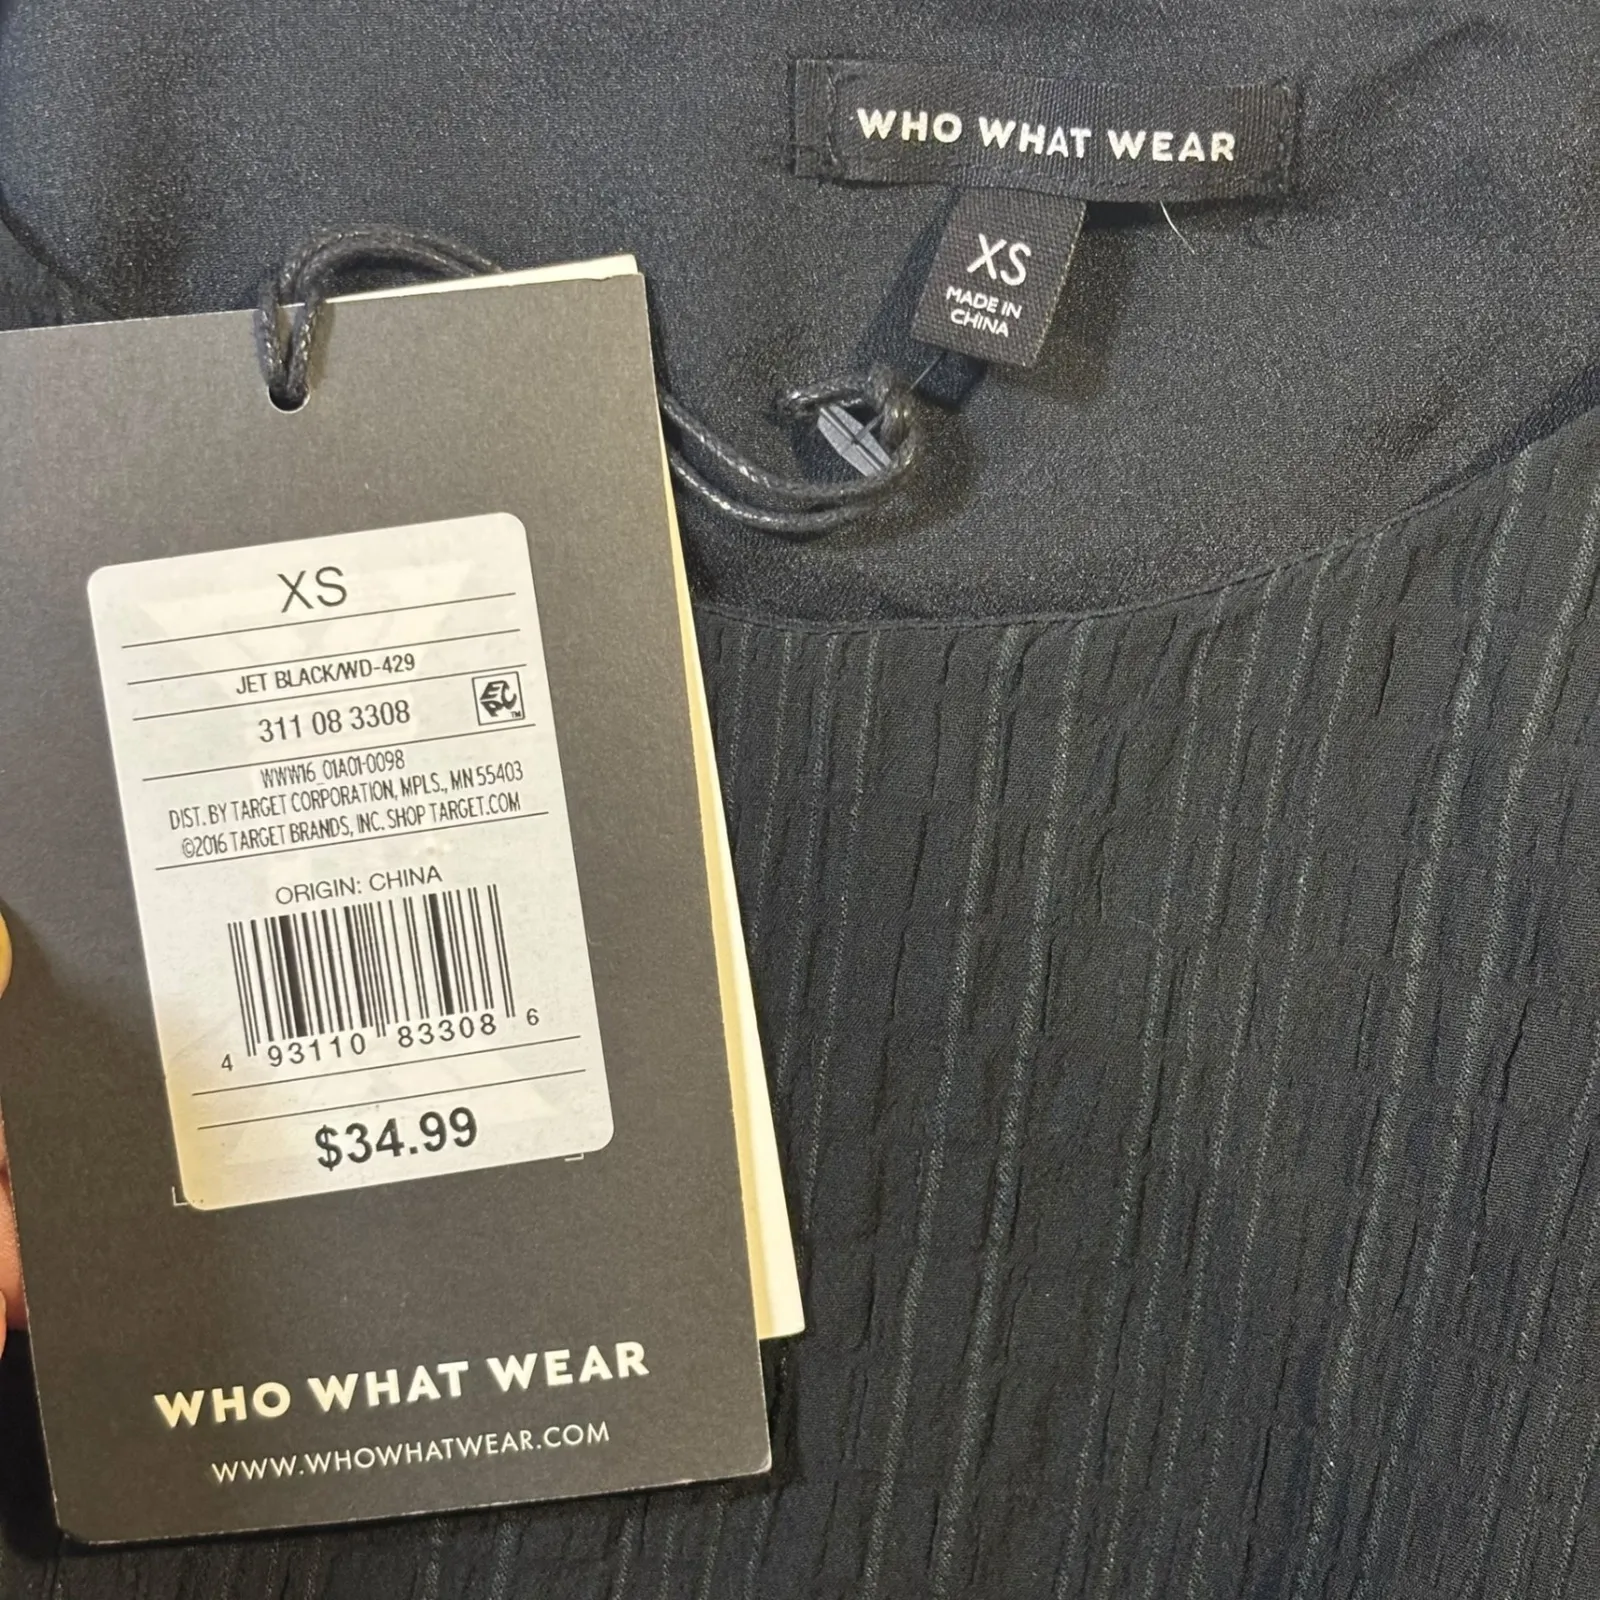 WHO WHAT WEAR
XS
MADE IN
CHINA
XS
JET BLACK/WD-429
311 08 3308
EPC™
WWW16_01A01-0098
DIST. BY TARGET CORPORATION, MPLS., MN 55403
©2016 TARGET BRANDS, INC. SHOP TARGET.COM
ORIGIN: CHINA
4 93110 83308 6
$34.99
WHO WHAT WEAR
WWW.WHOWHATWEAR.COM